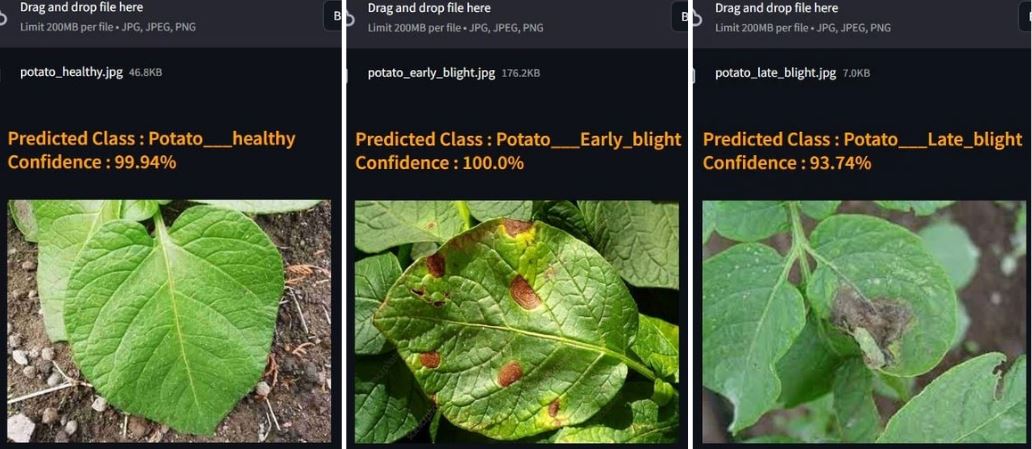 Drag and drop file here
Limit 200MB per file • JPG, JPEG, PNG
B
potato_healthy.jpg 46.8KB
Predicted Class : Potato___healthy
Confidence : 99.94%
Drag and drop file here
Limit 200MB per file • JPG, JPEG, PNG
B
potato_early_blight.jpg 176.2KB
Predicted Class : Potato___Early_blight
Confidence : 100.0%
Drag and drop file here
Limit 200MB per file • JPG, JPEG, PNG
potato_late_blight.jpg 7.0KB
Predicted Class : Potato___Late_blight
Confidence : 93.74%